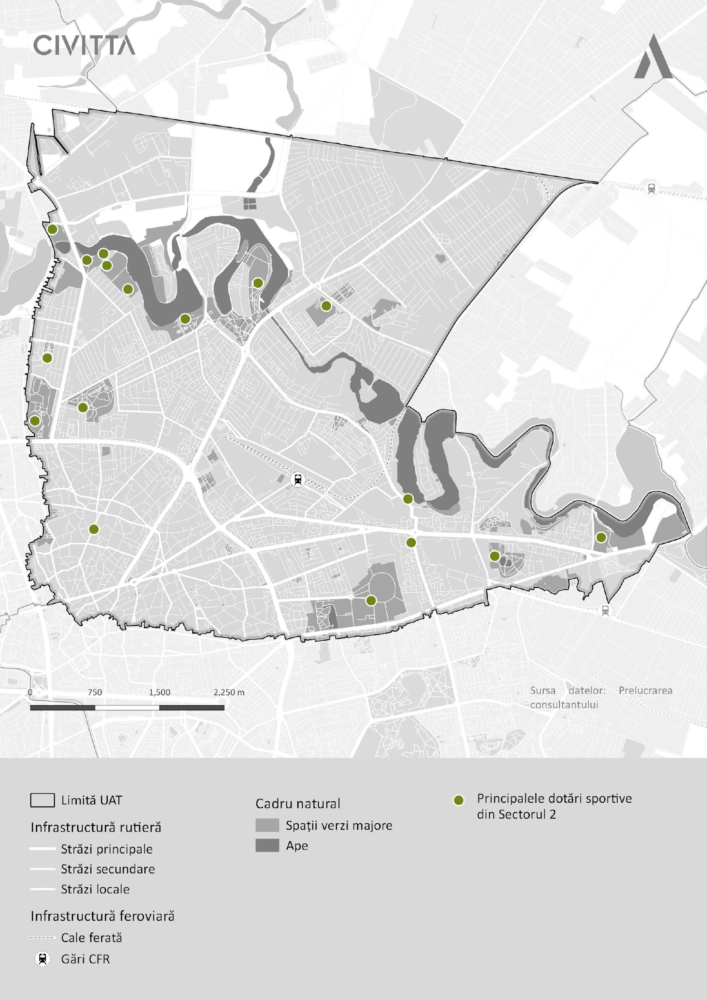 CIVITTA
0 750 1,500 2,250 m
Sursa datelor: Prelucrarea
consultantului
Limită UAT
Infrastructură rutieră
Străzi principale
Străzi secundare
Străzi locale
Infrastructură feroviară
Cale ferată
Gări CFR
Cadru natural
Spații verzi majore
Ape
Principalele dotări sportive
din Sectorul 2